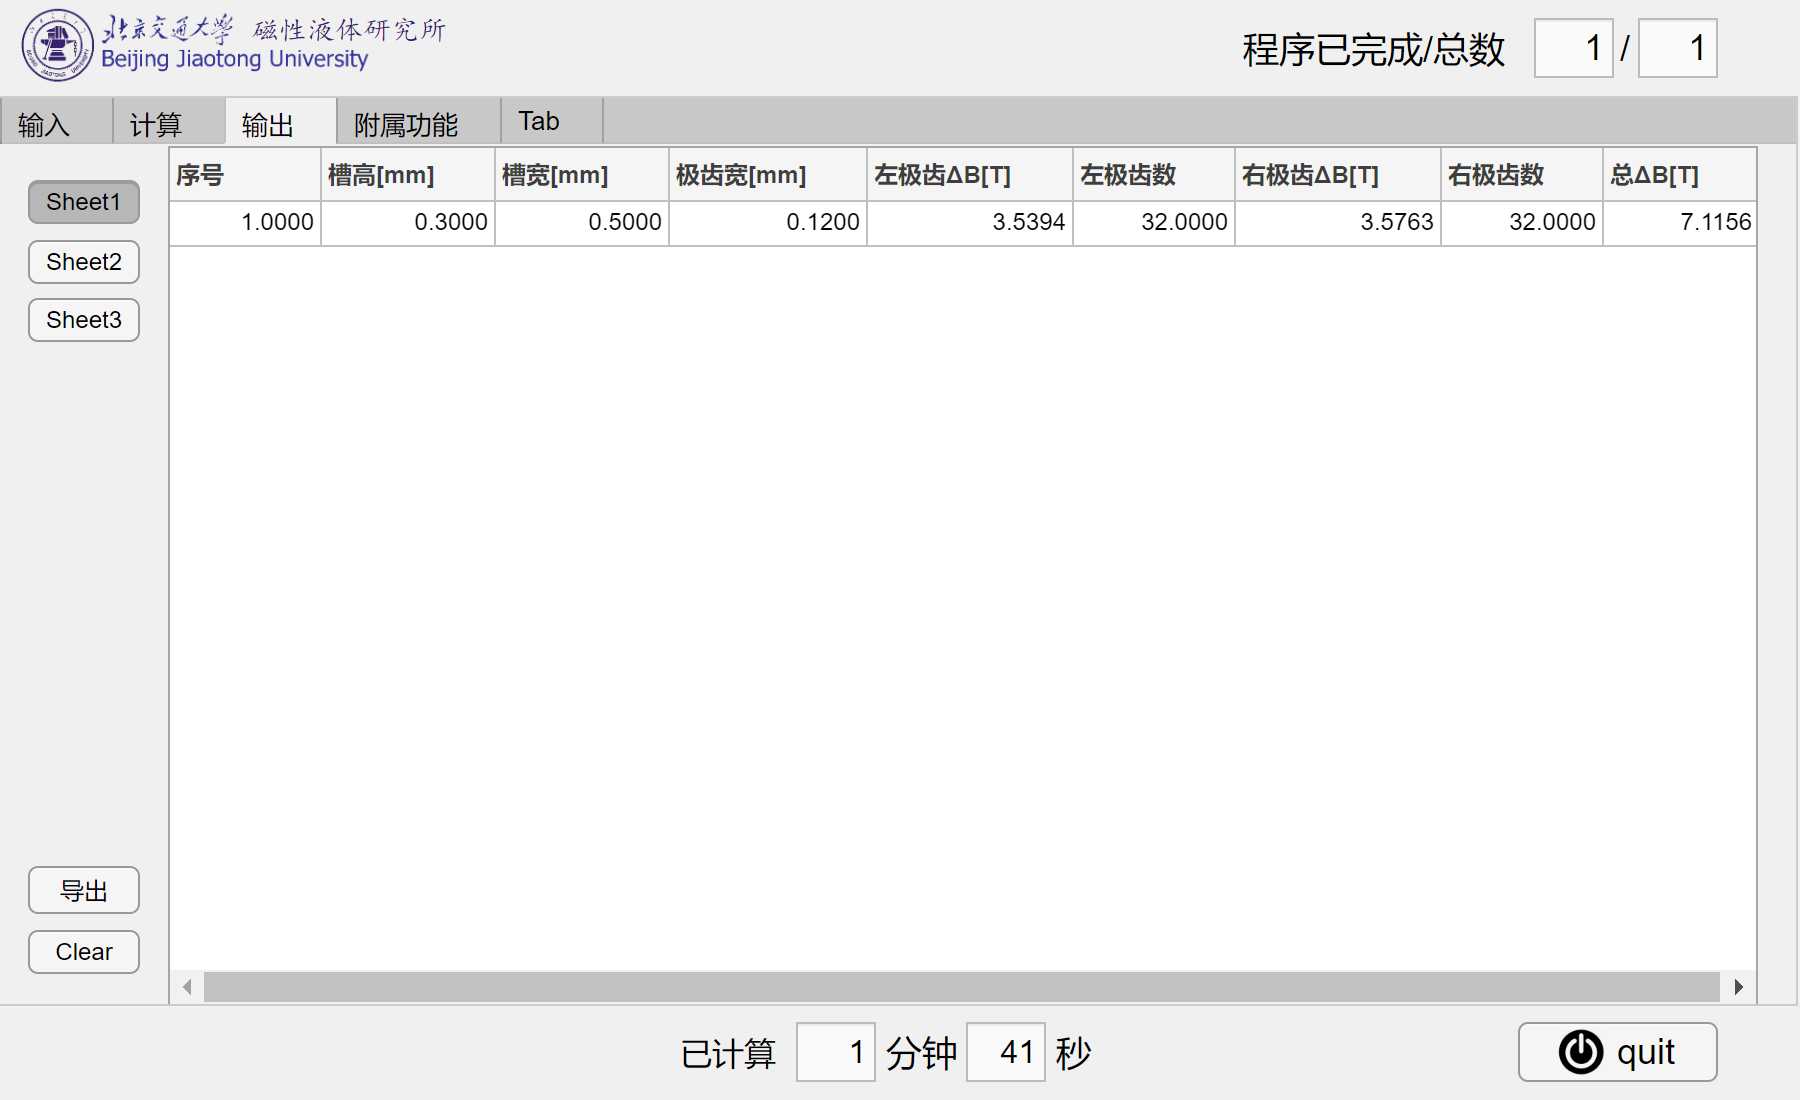 北京交通大学 磁性液体研究所
Beijing Jiaotong University
程序已完成/总数 1 / 1
输入 计算 输出 附属功能 Tab
Sheet1
Sheet2
Sheet3
序号 槽高[mm] 槽宽[mm] 极齿宽[mm] 左极齿ΔB[T] 左极齿数 右极齿ΔB[T] 右极齿数 总ΔB[T]
1.0000 0.3000 0.5000 0.1200 3.5394 32.0000 3.5763 32.0000 7.1156
导出
Clear
已计算 1 分钟 41 秒
quit